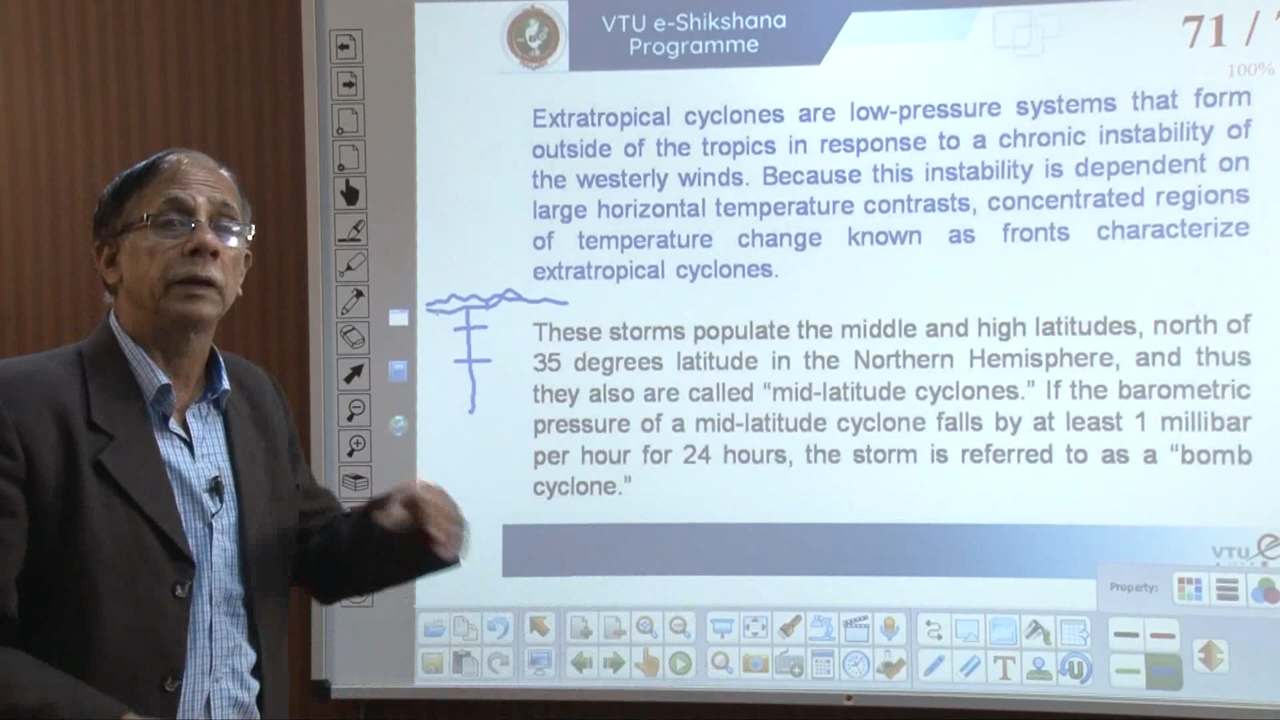 VTU e-Shikshana
Programme
71 /
100%
Extratropical cyclones are low-pressure systems that form
outside of the tropics in response to a chronic instability of
the westerly winds. Because this instability is dependent on
large horizontal temperature contrasts, concentrated regions
of temperature change known as fronts characterize
extratropical cyclones.
These storms populate the middle and high latitudes, north of
35 degrees latitude in the Northern Hemisphere, and thus
they also are called “mid-latitude cyclones.” If the barometric
pressure of a mid-latitude cyclone falls by at least 1 millibar
per hour for 24 hours, the storm is referred to as a “bomb
cyclone.”
VTU e
Property:
T